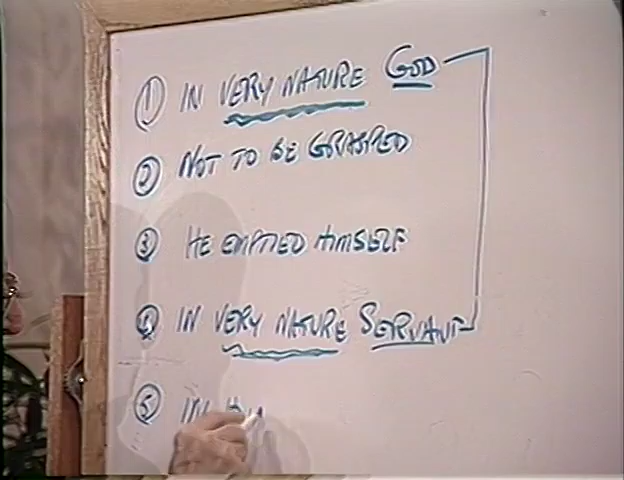 ① IN VERY NATURE GOD
② NOT TO BE GRASPED
③ HE EMPTIED HIMSELF
④ IN VERY NATURE SERVANT
⑤ IN